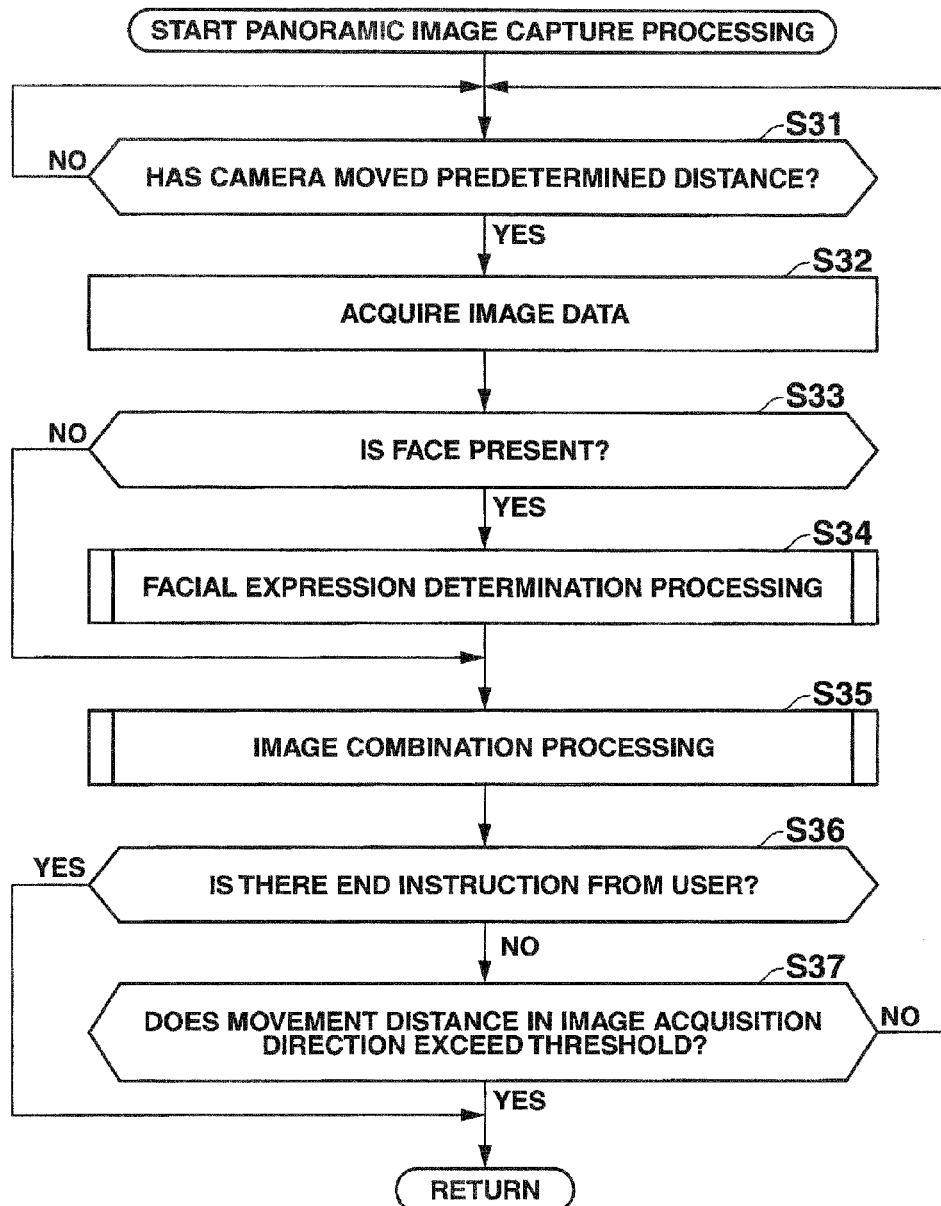 START PANORAMIC IMAGE CAPTURE PROCESSING
S31
NO
HAS CAMERA MOVED PREDETERMINED DISTANCE?
YES
S32
ACQUIRE IMAGE DATA
S33
NO
IS FACE PRESENT?
YES
S34
FACIAL EXPRESSION DETERMINATION PROCESSING
S35
IMAGE COMBINATION PROCESSING
S36
YES
IS THERE END INSTRUCTION FROM USER?
NO
S37
DOES MOVEMENT DISTANCE IN IMAGE ACQUISITION
DIRECTION EXCEED THRESHOLD?
NO
YES
RETURN